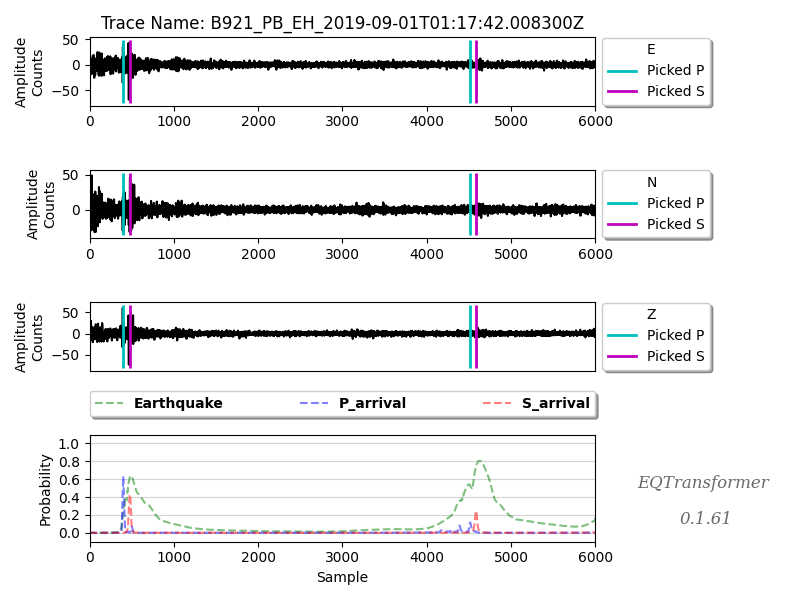 Trace Name: B921_PB_EH_2019-09-01T01:17:42.008300Z
Amplitude
Counts
50
0
−50
0 1000 2000 3000 4000 5000 6000
E
Picked P
Picked S
Amplitude
Counts
50
0
0 1000 2000 3000 4000 5000 6000
N
Picked P
Picked S
Amplitude
Counts
50
0
−50
0 1000 2000 3000 4000 5000 6000
Z
Picked P
Picked S
Earthquake P_arrival S_arrival
Probability
1.0
0.8
0.6
0.4
0.2
0.0
0 1000 2000 3000 4000 5000 6000
Sample
EQTransformer
0.1.61